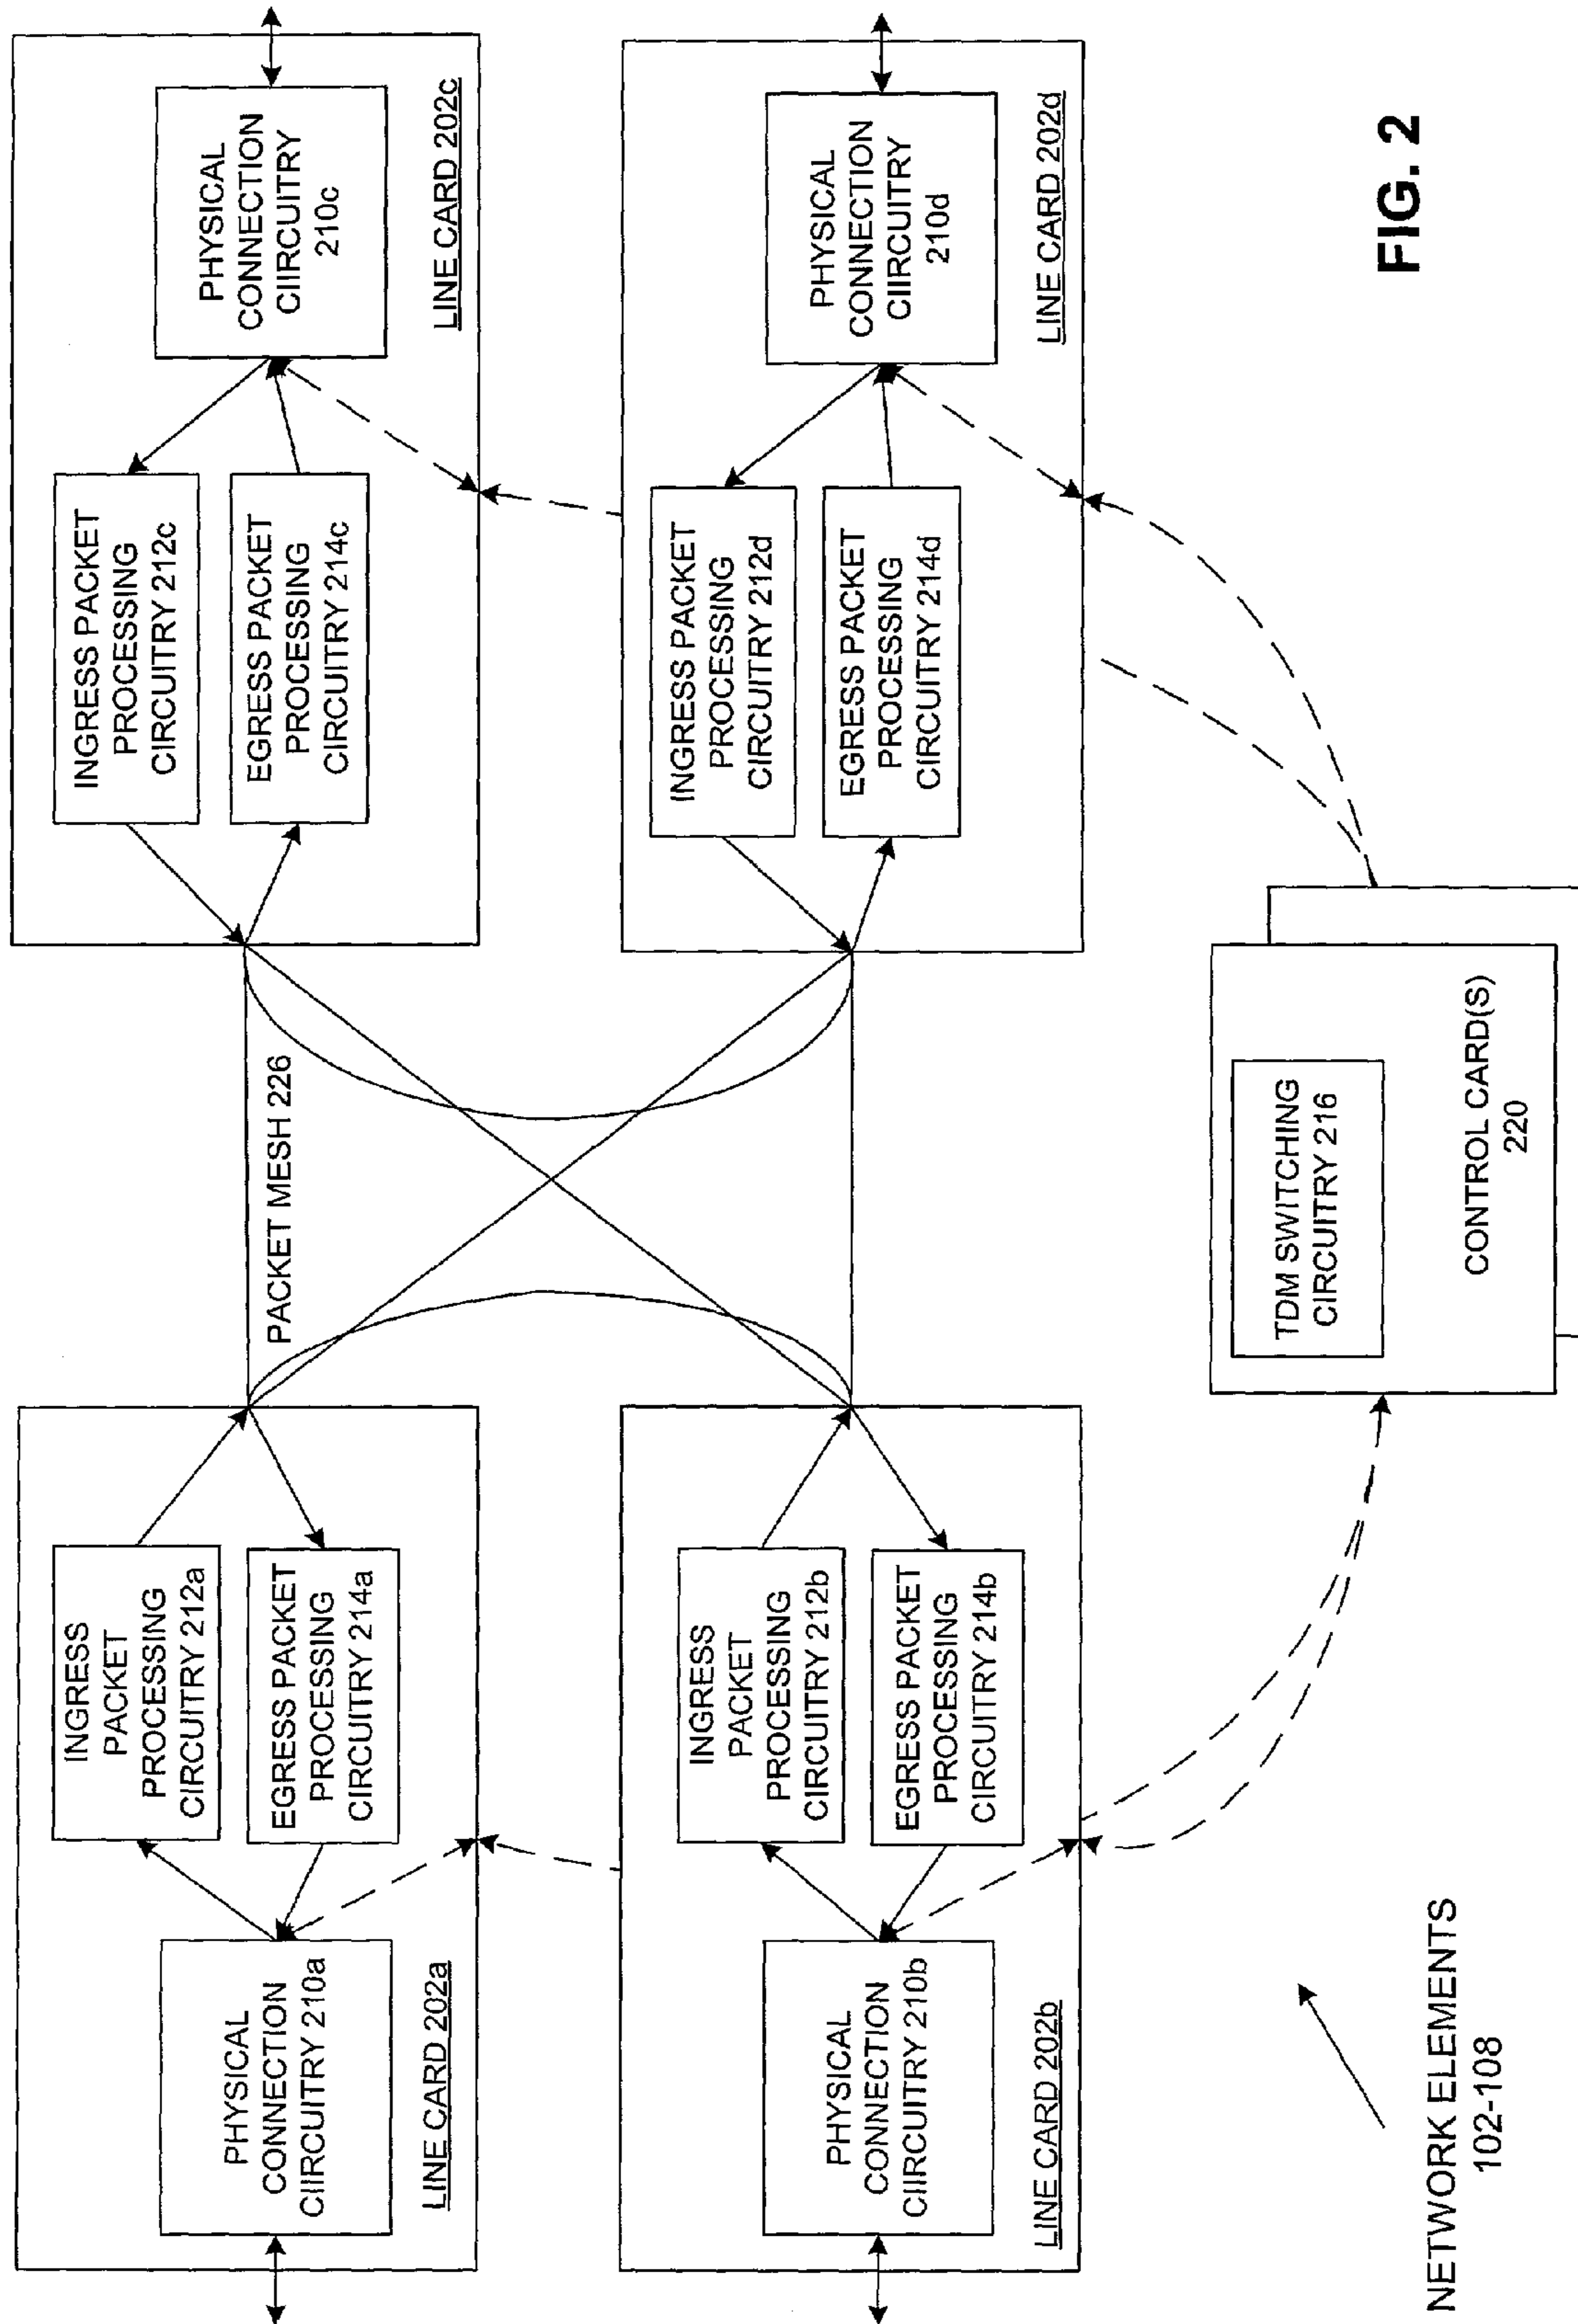 INGRESS
PACKET
PROCESSING
CIRCUITRY 212a
EGRESS PACKET
PROCESSING
CIRCUITRY 214a
PHYSICAL
CONNECTION
CIIRCUITRY 210a
LINE CARD 202a
PACKET MESH 226
INGRESS PACKET
PROCESSING
CIRCUITRY 212c
EGRESS PACKET
PROCESSING
CIRCUITRY 214c
PHYSICAL
CONNECTION
CIIRCUITRY
210c
LINE CARD 202c
INGRESS
PACKET
PROCESSING
CIRCUITRY 212b
EGRESS PACKET
PROCESSING
CIRCUITRY 214b
PHYSICAL
CONNECTION
CIIRCUITRY 210b
LINE CARD 202b
INGRESS PACKET
PROCESSING
CIRCUITRY 212d
EGRESS PACKET
PROCESSING
CIRCUITRY 214d
PHYSICAL
CONNECTION
CIIRCUITRY
210d
LINE CARD 202d
TDM SWITCHING
CIRCUITRY 216
CONTROL CARD(S)
220
NETWORK ELEMENTS
102-108
FIG. 2